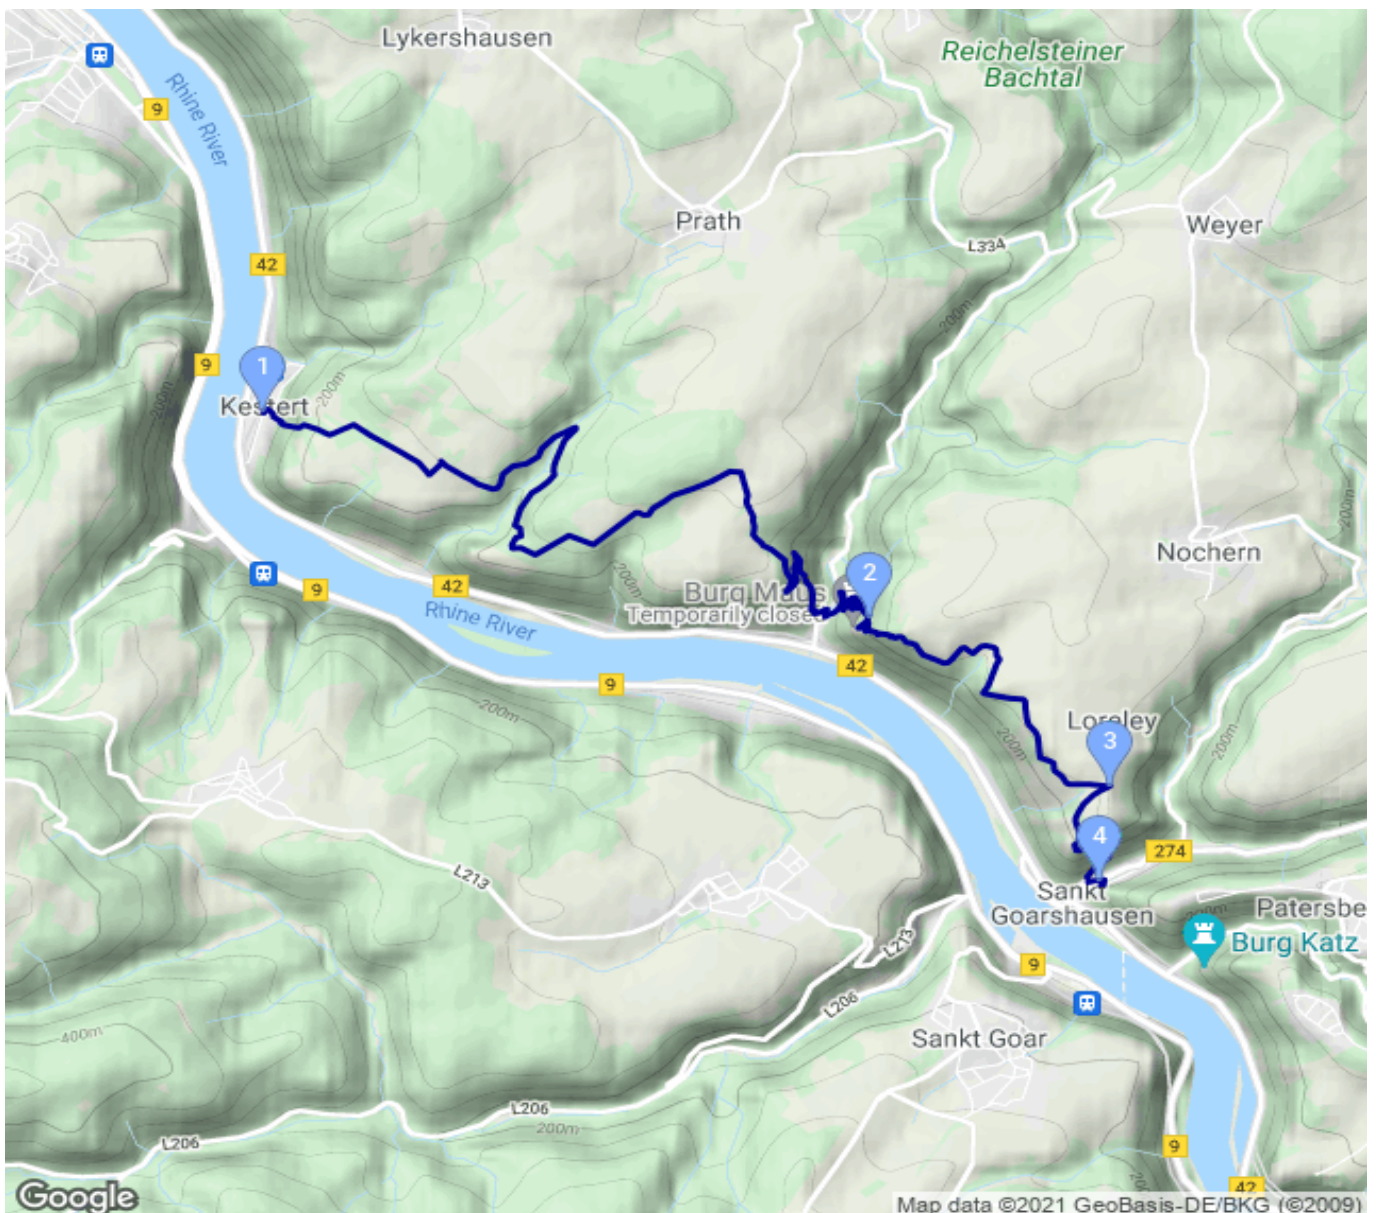 Lykershausen
Reichelsteiner
Bachtal
9
Rhine River
Prath
Weyer
L334
42
200m
9
200m
1
200m
Kestert
200m
Nochern
2
Burg Maus
Temporarily close
200m
42
9
Rhine River
42
9
200m
Loreley
200m
200m
3
4
274
L213
Sankt
Goarshausen
200m
Patersbe
Burg Katz
L213
9
L206
Sankt Goar
400m
L206
200m
L206
9
42
Google
Map data ©2021 GeoBasis-DE/BKG (©2009)